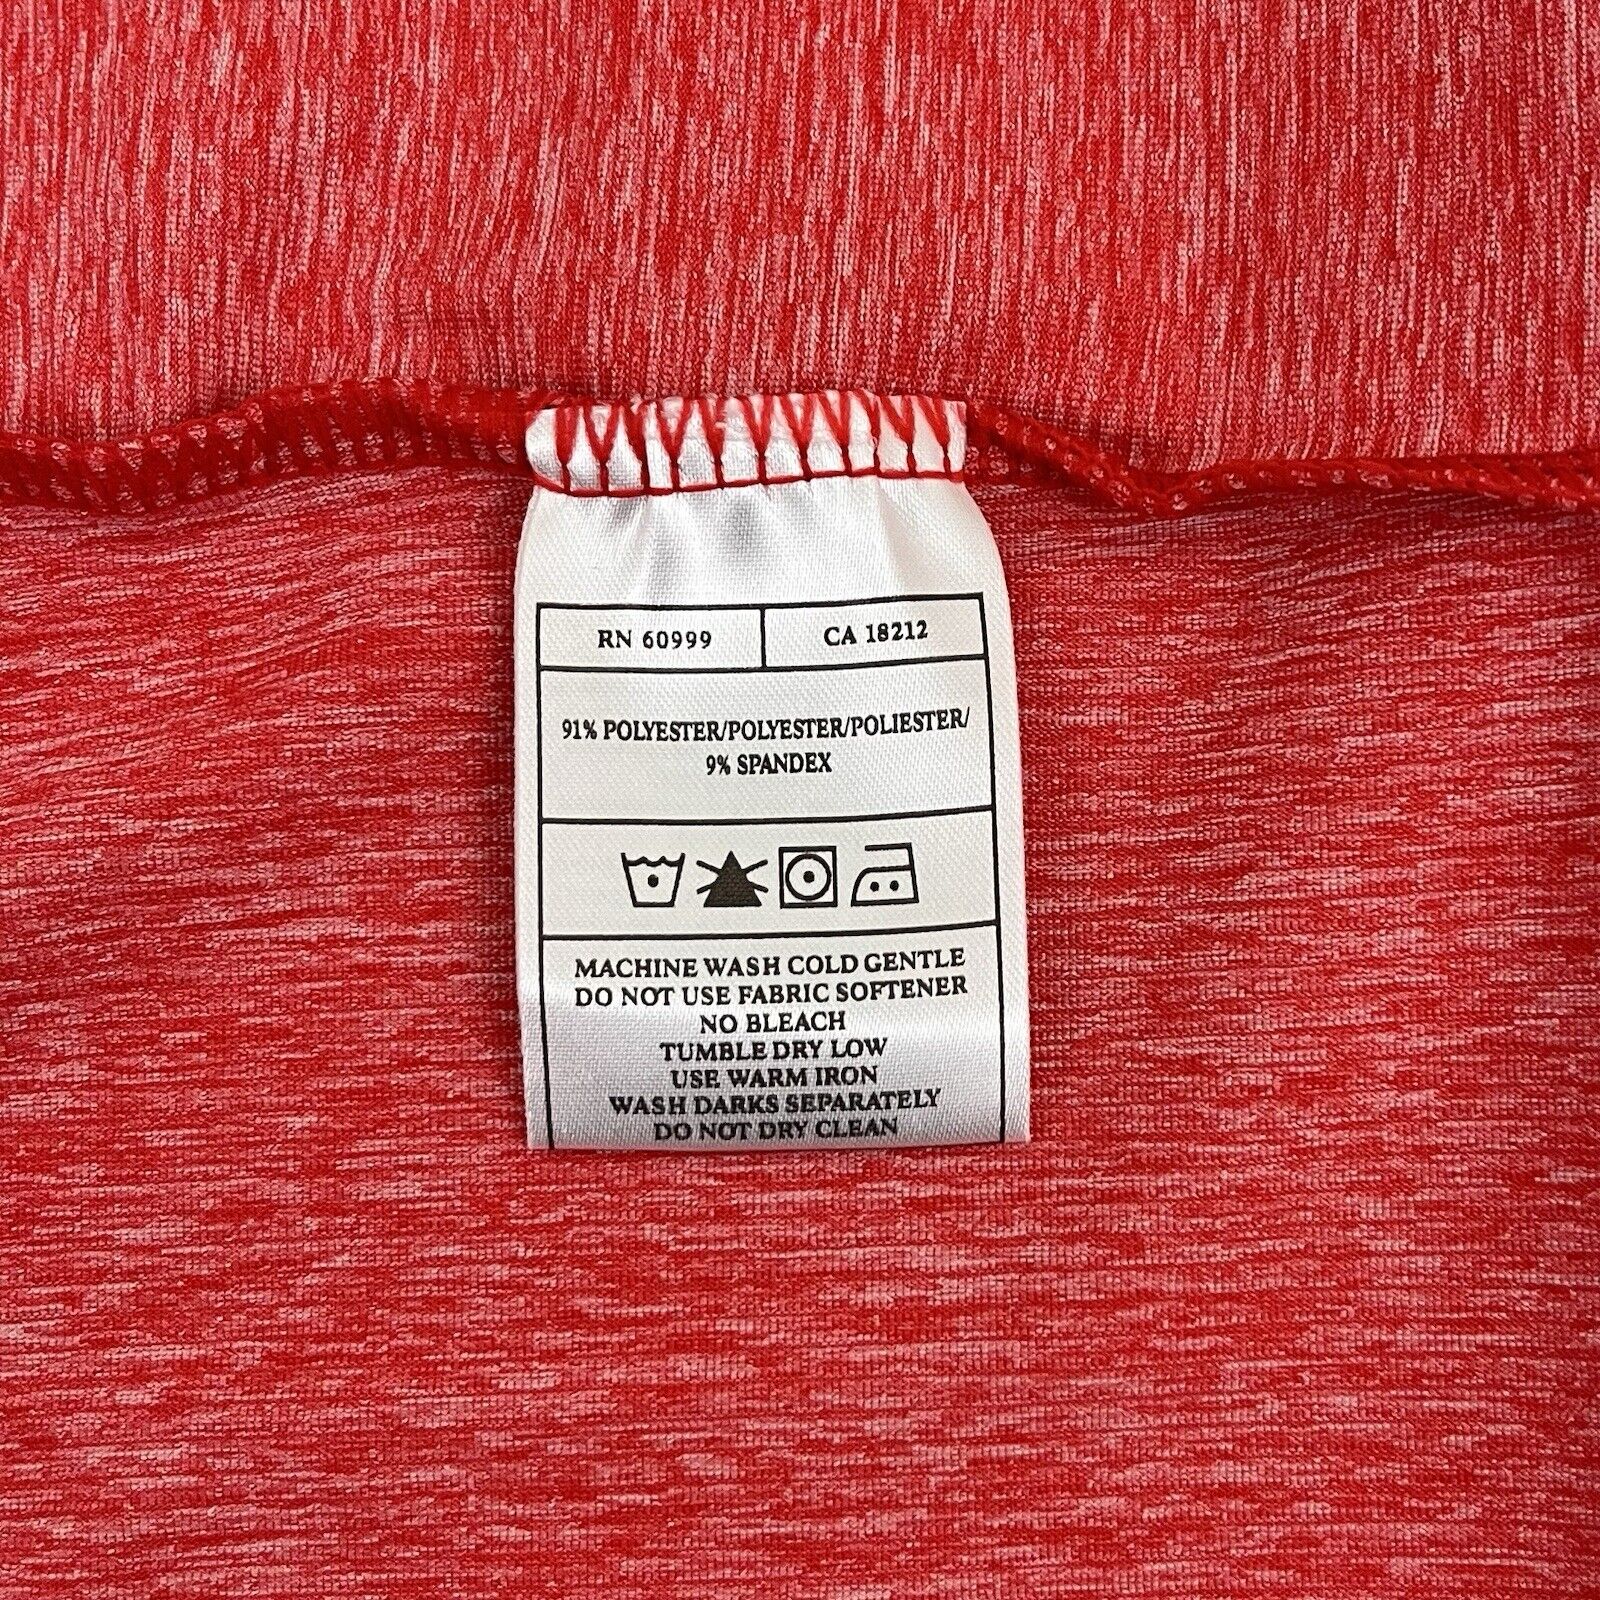 RN 60999 CA 18212
91% POLYESTER/POLYESTER/POLIESTER/
9% SPANDEX
MACHINE WASH COLD GENTLE
DO NOT USE FABRIC SOFTENER
NO BLEACH
TUMBLE DRY LOW
USE WARM IRON
WASH DARKS SEPARATELY
DO NOT DRY CLEAN